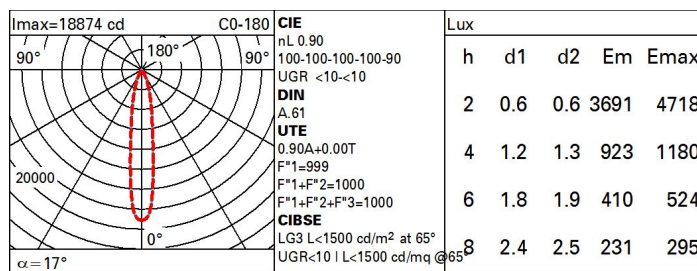 Imax=18874 cd C0-180
90° 180° 90°
20000
0°
α=17°
CIE
nL 0.90
100-100-100-100-90
UGR <10-<10
DIN
A.61
UTE
0.90A+0.00T
F"1=999
F"1+F"2=1000
F"1+F"2+F"3=1000
CIBSE
LG3 L<1500 cd/m² at 65°
UGR<10 | L<1500 cd/mq @65°
Lux
h d1 d2 Em Emax
2 0.6 0.6 3691 4718
4 1.2 1.3 923 1180
6 1.8 1.9 410 524
8 2.4 2.5 231 295